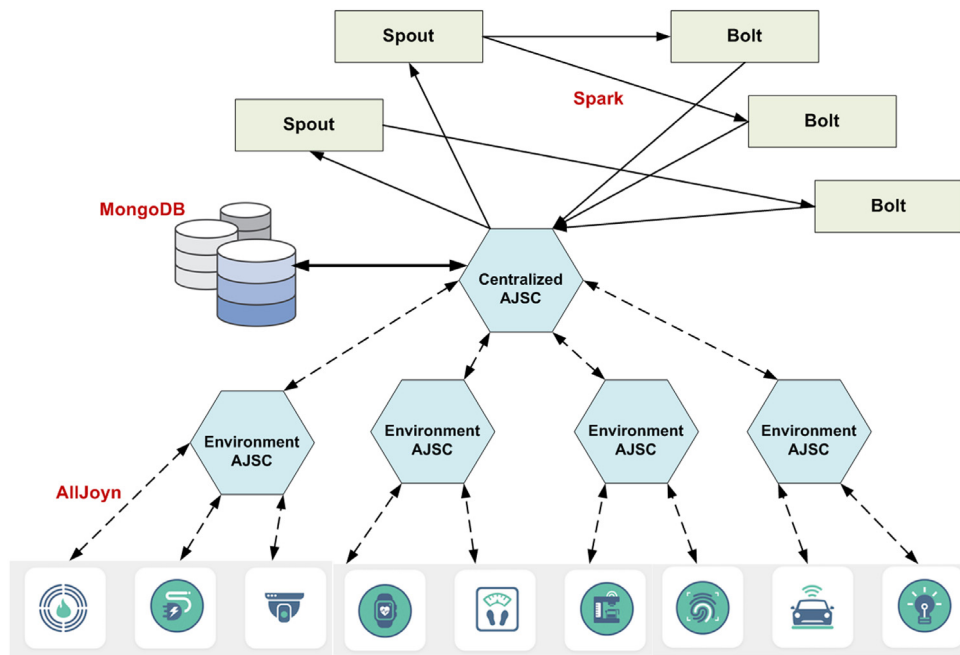 Spout
Bolt
Spark
Spout
Bolt
MongoDB
Bolt
Centralized
AJSC
Environment
AJSC
Environment
AJSC
Environment
AJSC
Environment
AJSC
AllJoyn